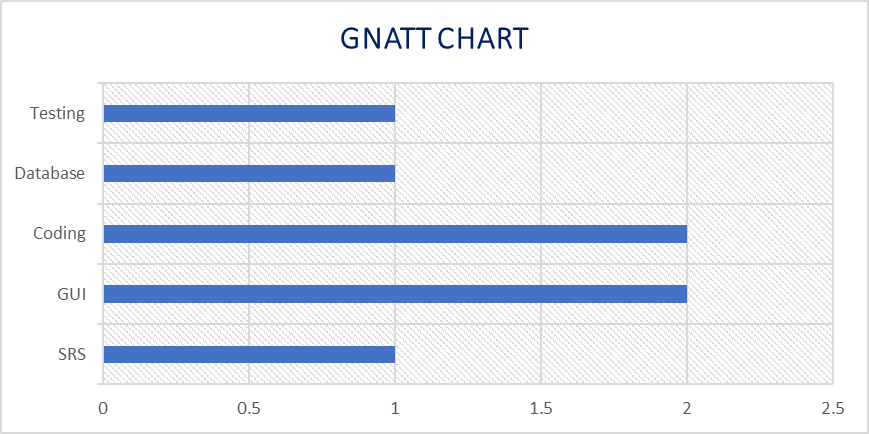 GNATT CHART
Testing
Database
Coding
GUI
SRS
0 0.5 1 1.5 2 2.5